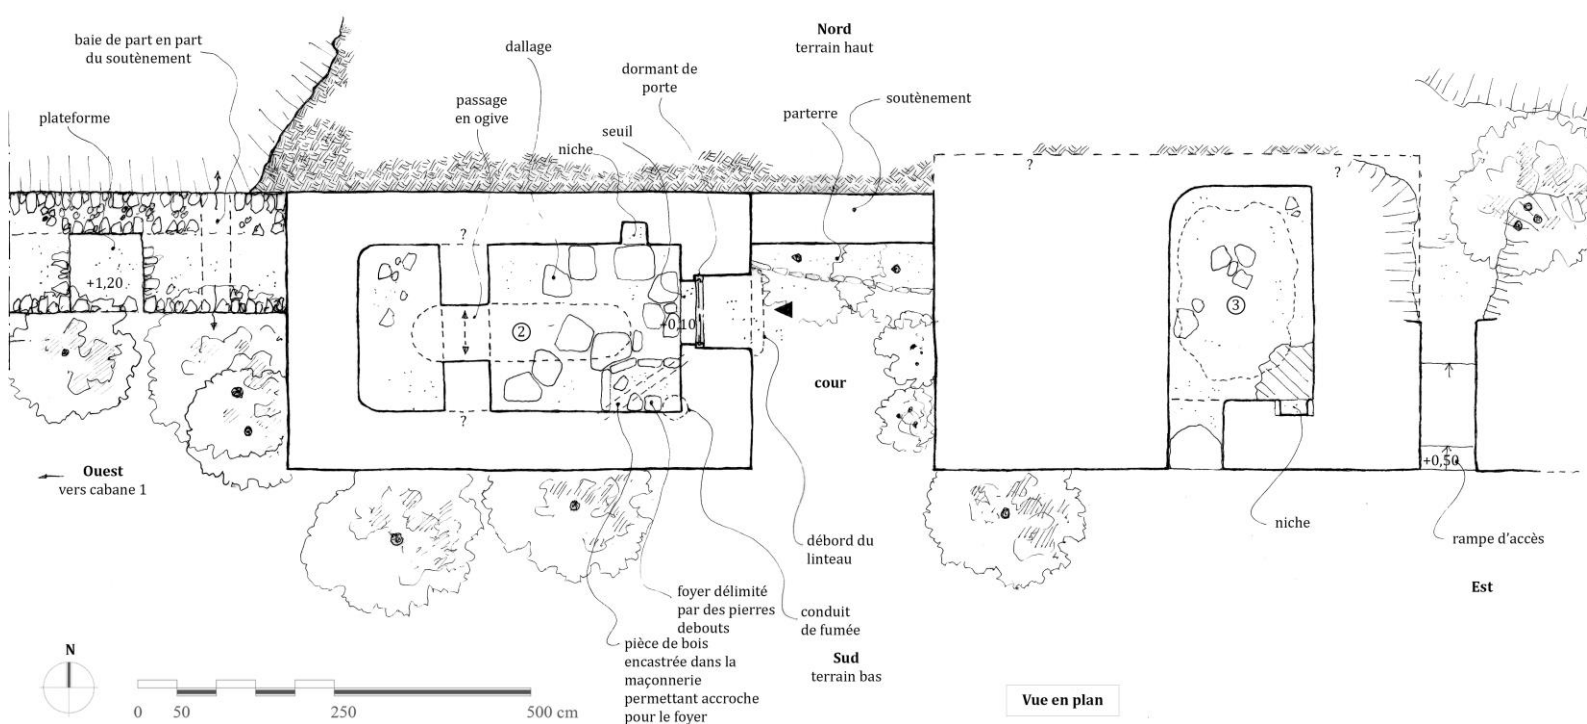 baie de part en part
du soutènement
plateforme
dallage
passage
en ogive
niche
seuil
dormant de
porte
Nord
terrain haut
soutènement
parterre
?
?
?
+1,20
2
+0,10
3
cour
?
Ouest
vers cabane 1
+0,50
niche
rampe d'accès
débord du
linteau
Est
foyer délimité
par des pierres
debouts
conduit
de fumée
pièce de bois
encastrée dans la
maçonnerie
permettant accroche
pour le foyer
Sud
terrain bas
N
0 50 250 500 cm
Vue en plan